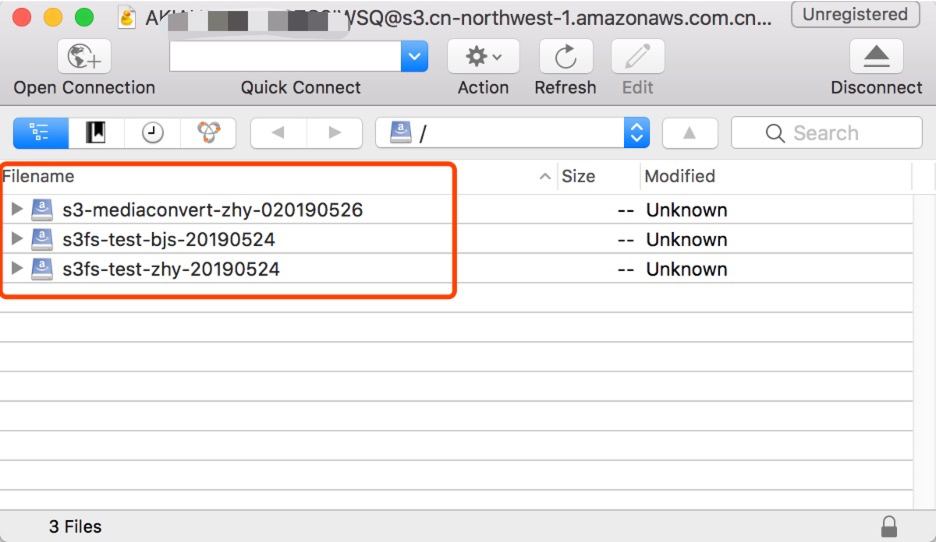 WSQ@s3.cn-northwest-1.amazonaws.com.cn...
Unregistered
Open Connection
Quick Connect
Action
Refresh
Edit
Disconnect
/
Search
Filename Size Modified
s3-mediaconvert-zhy-020190526 -- Unknown
s3fs-test-bjs-20190524 -- Unknown
s3fs-test-zhy-20190524 -- Unknown
3 Files